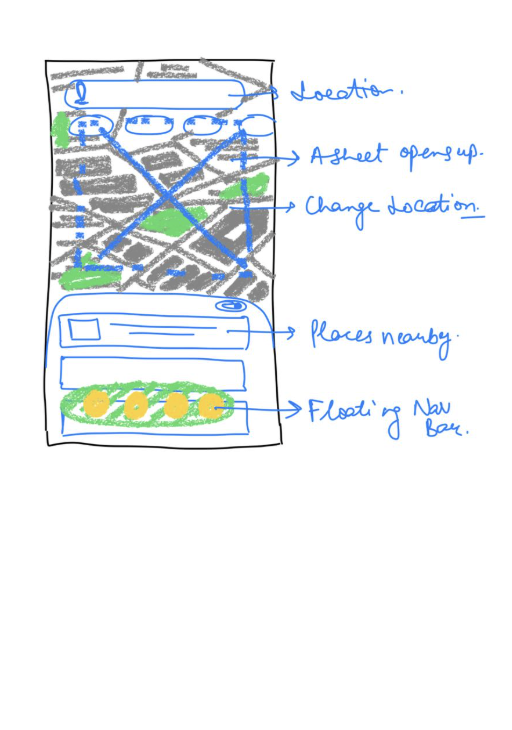 Location.
A sheet opens up.
Change Location.
Places nearby.
Floating Nav
Bar.